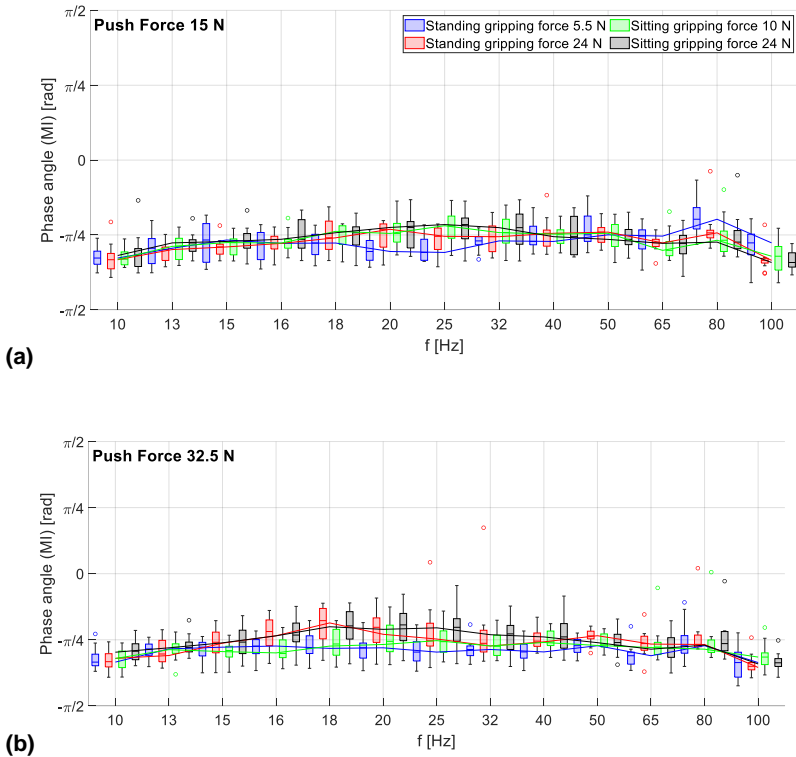 π/2
Push Force 15 N
Standing gripping force 5.5 N
Sitting gripping force 10 N
Standing gripping force 24 N
Sitting gripping force 24 N
π/4
0
-π/4
-π/2
Phase angle (MI) [rad]
10 13 15 16 18 20 25 32 40 50 65 80 100
f [Hz]
(a)
π/2
Push Force 32.5 N
π/4
0
-π/4
-π/2
Phase angle (MI) [rad]
10 13 15 16 18 20 25 32 40 50 65 80 100
f [Hz]
(b)